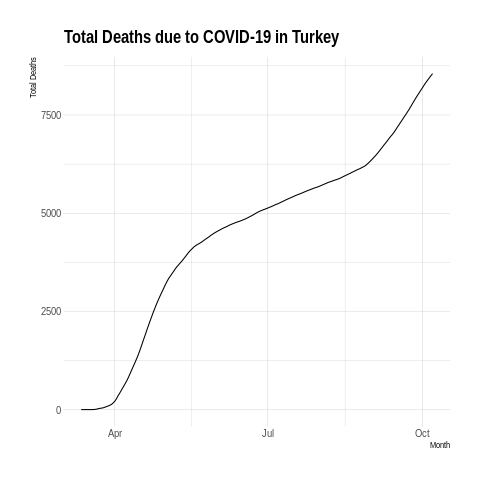 Total Deaths due to COVID-19 in Turkey
Total Deaths
7500
5000
2500
0
Apr Jul Oct
Month